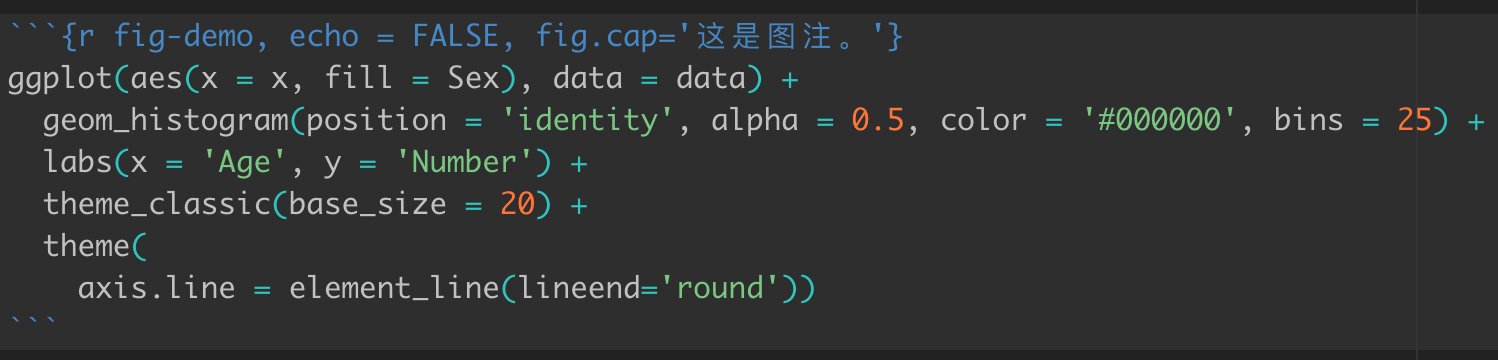 ```{r fig-demo, echo = FALSE, fig.cap='这是图注。'}
ggplot(aes(x = x, fill = Sex), data = data) +
  geom_histogram(position = 'identity', alpha = 0.5, color = '#000000', bins = 25) +
  labs(x = 'Age', y = 'Number') +
  theme_classic(base_size = 20) +
  theme(
    axis.line = element_line(lineend='round'))
```